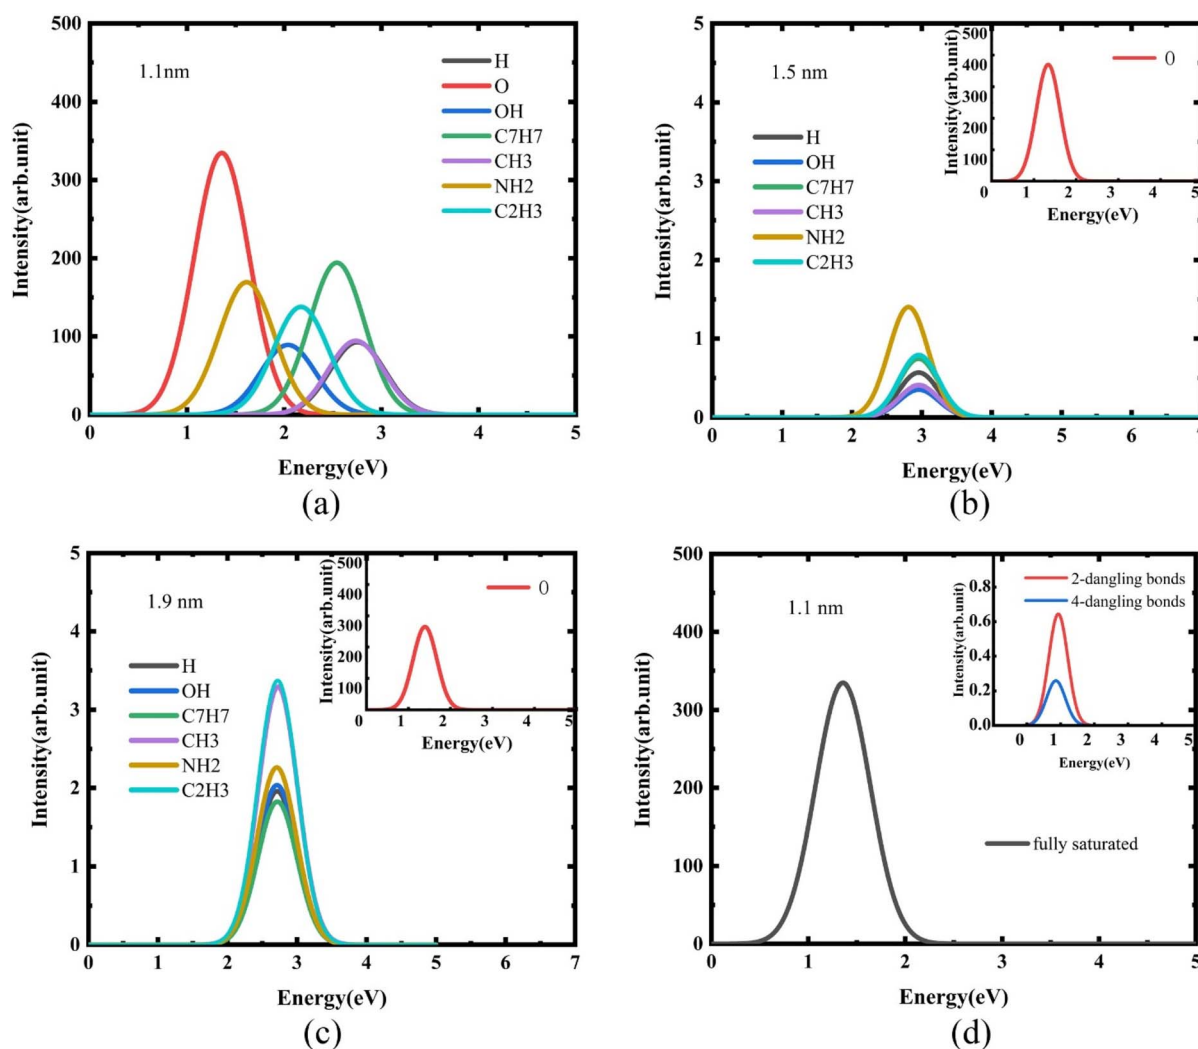 500
400
300
200
100
0
Intensity(arb.unit)
1.1nm
H
O
OH
C7H7
CH3
NH2
C2H3
0 1 2 3 4 5
Energy(eV)
(a)
5
4
3
2
1
0
Intensity(arb.unit)
1.5 nm
H
OH
C7H7
CH3
NH2
C2H3
500
400
300
200
100
Intensity(arb.unit)
O
0 1 2 3 4 5
Energy(eV)
0 1 2 3 4 5 6 7
Energy(eV)
(b)
5
4
3
2
1
0
Intensity(arb.unit)
1.9 nm
H
OH
C7H7
CH3
NH2
C2H3
500
400
300
200
100
Intensity(arb.unit)
O
0 1 2 3 4 5
Energy(eV)
0 1 2 3 4 5 6 7
Energy(eV)
(c)
500
400
300
200
100
0
Intensity(arb.unit)
1.1 nm
0.8
0.6
0.4
0.2
0.0
Intensity(arb.unit)
2-dangling bonds
4-dangling bonds
0 1 2 3 4 5
Energy(eV)
fully saturated
0 1 2 3 4 5
Energy(eV)
(d)